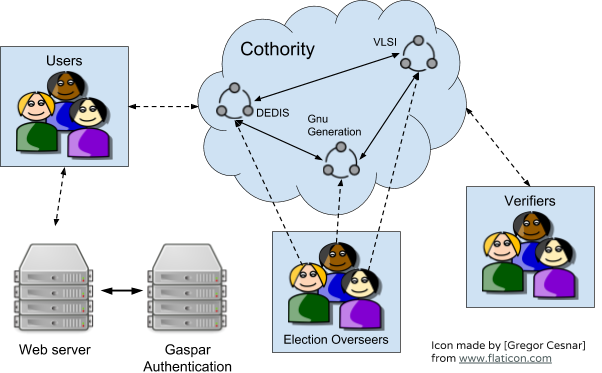 Users
Cothority
VLSI
DEDIS
Gnu
Generation
Verifiers
Election Overseers
Web server
Gaspar
Authentication
Icon made by [Gregor Cesnar]
from www.flaticon.com